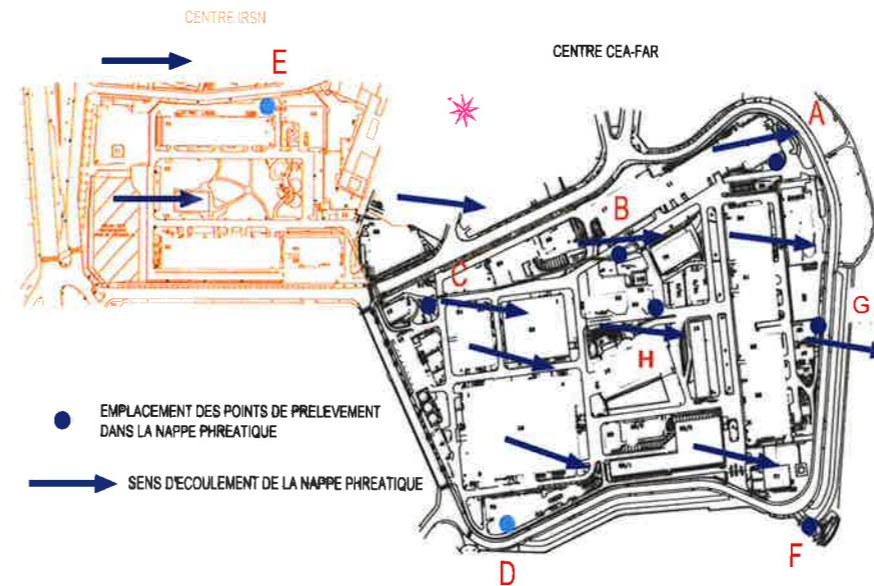 CENTRE IRSN
E
CENTRE CEA-FAR
A
B
C
G
H
EMPLACEMENT DES POINTS DE PRELEVEMENT
DANS LA NAPPE PHREATIQUE
SENS D'ECOULEMENT DE LA NAPPE PHREATIQUE
F
D